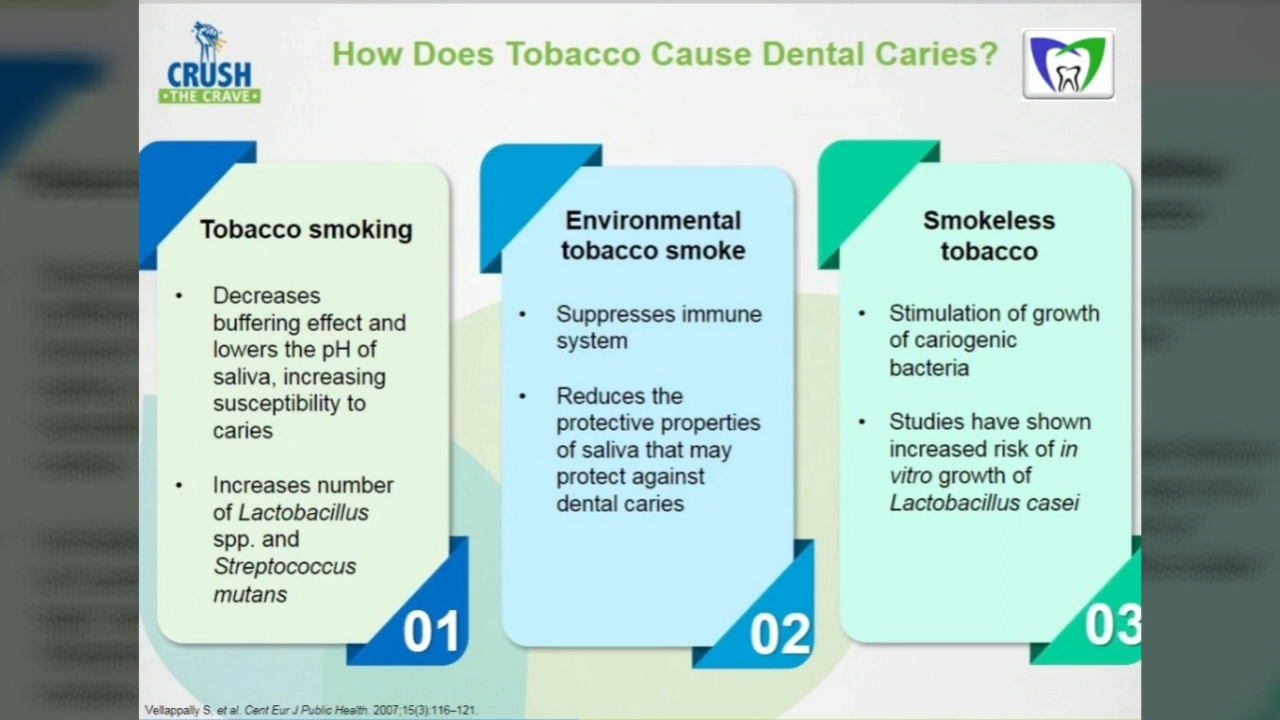 CRUSH
•THE CRAVE•
How Does Tobacco Cause Dental Caries?
Tobacco smoking
• Decreases
buffering effect and
lowers the pH of
saliva, increasing
susceptibility to
caries
• Increases number
of Lactobacillus
spp. and
Streptococcus
mutans
01
Environmental
tobacco smoke
• Suppresses immune
system
• Reduces the
protective properties
of saliva that may
protect against
dental caries
02
Smokeless
tobacco
• Stimulation of growth
of cariogenic
bacteria
• Studies have shown
increased risk of in
vitro growth of
Lactobacillus casei
03
Vellappally S, et al. Cent Eur J Public Health. 2007;15(3):116–121.